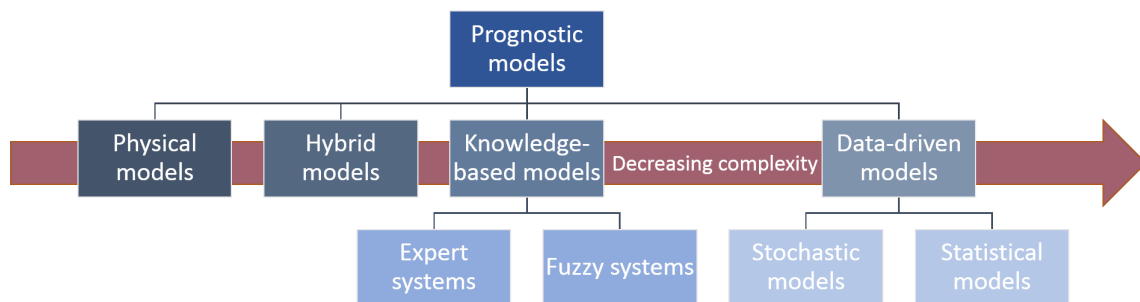 Prognostic
models
Physical
models
Hybrid
models
Knowledge-
based models
Decreasing complexity
Data-driven
models
Expert
systems
Fuzzy systems
Stochastic
models
Statistical
models